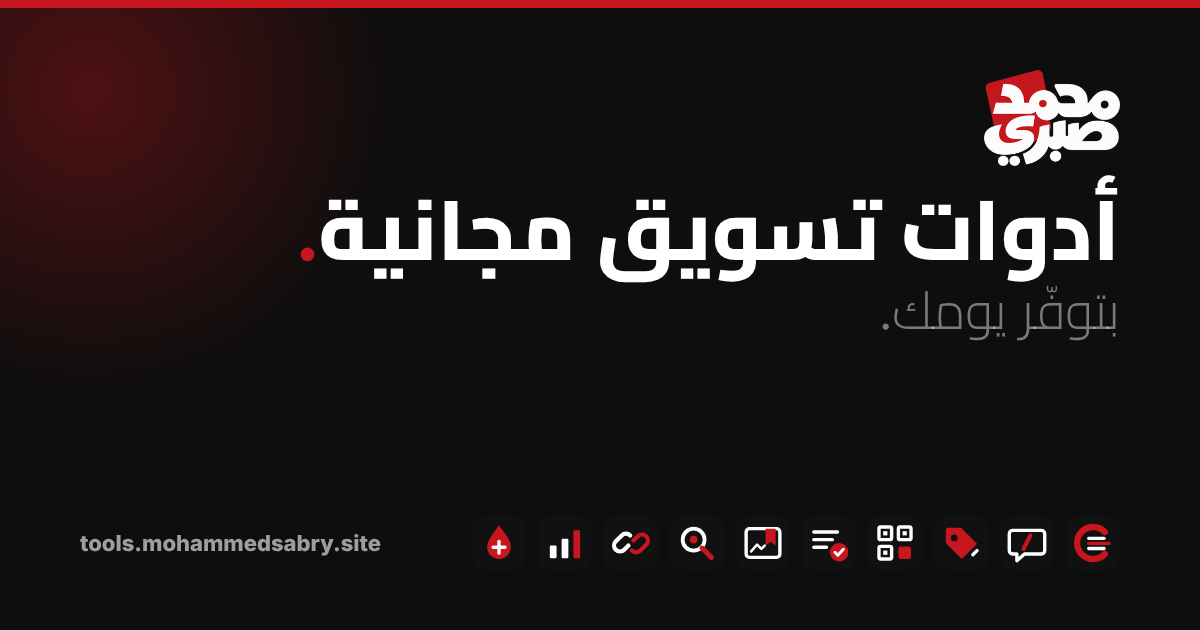 محمد
صبري
أدوات تسويق مجانية.
بتوفّر يومك.
tools.mohammedsabry.site